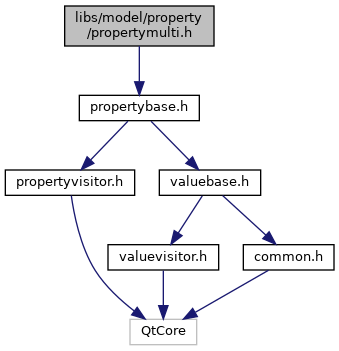 libs/model/property
/propertymulti.h
propertybase.h
propertyvisitor.h
valuebase.h
valuevisitor.h
common.h
QtCore